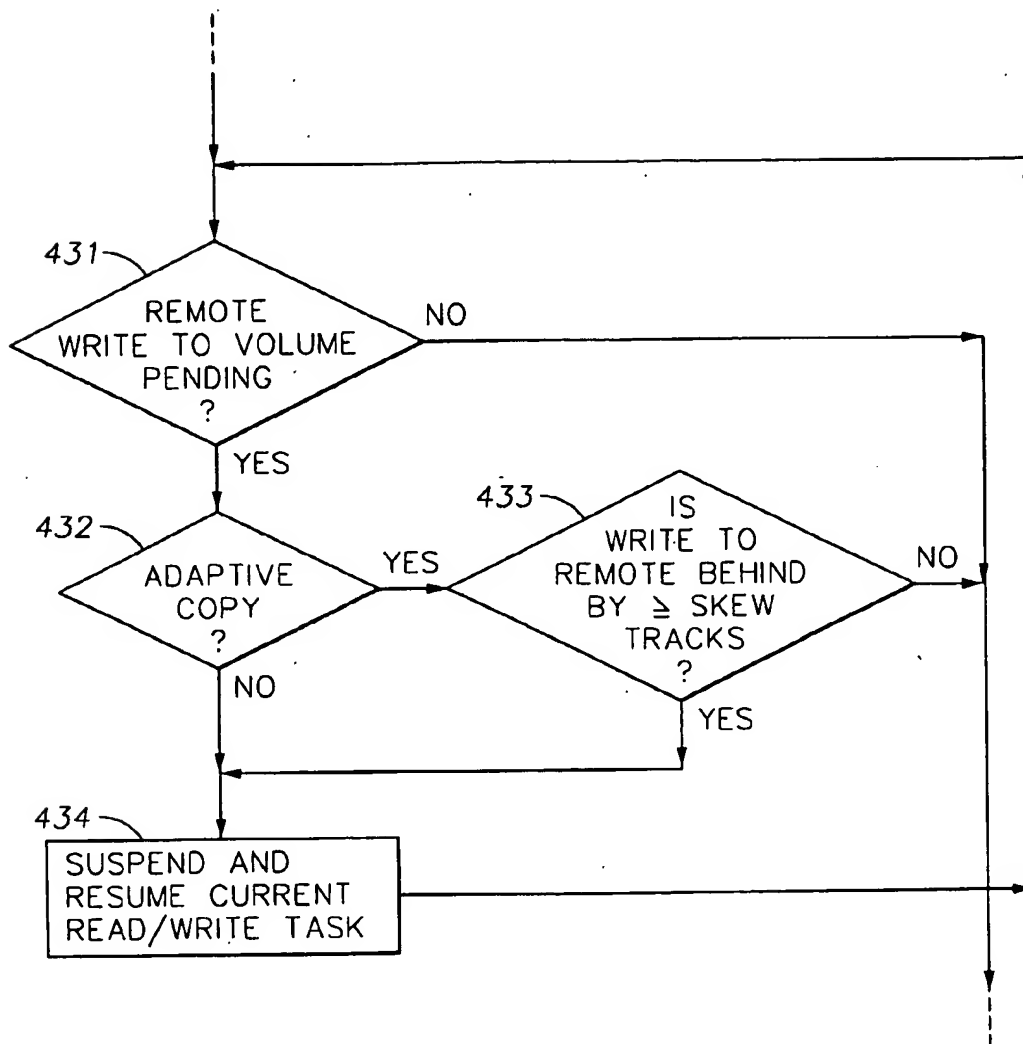 431
REMOTE
WRITE TO VOLUME
PENDING
?
NO
YES
432
ADAPTIVE
COPY
?
YES
NO
433
IS
WRITE TO
REMOTE BEHIND
BY ≧ SKEW
TRACKS
?
NO
YES
434
SUSPEND AND
RESUME CURRENT
READ/WRITE TASK